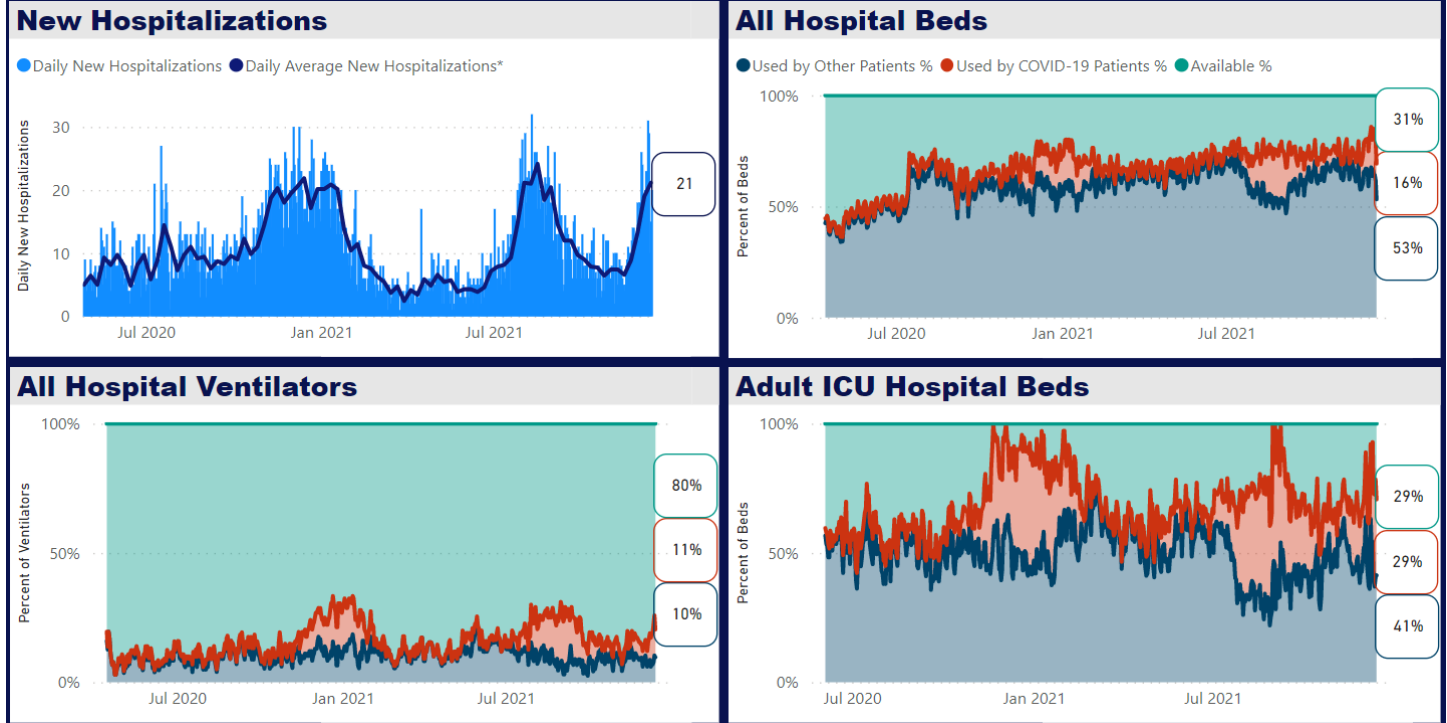 New Hospitalizations
Daily New Hospitalizations Daily Average New Hospitalizations*
Daily New Hospitalizations
30
20
10
0
21
Jul 2020 Jan 2021 Jul 2021
All Hospital Beds
Used by Other Patients % Used by COVID-19 Patients % Available %
Percent of Beds
100%
50%
0%
31%
16%
53%
Jul 2020 Jan 2021 Jul 2021
All Hospital Ventilators
Percent of Ventilators
100%
50%
0%
80%
11%
10%
Jul 2020 Jan 2021 Jul 2021
Adult ICU Hospital Beds
Percent of Beds
100%
50%
0%
29%
29%
41%
Jul 2020 Jan 2021 Jul 2021